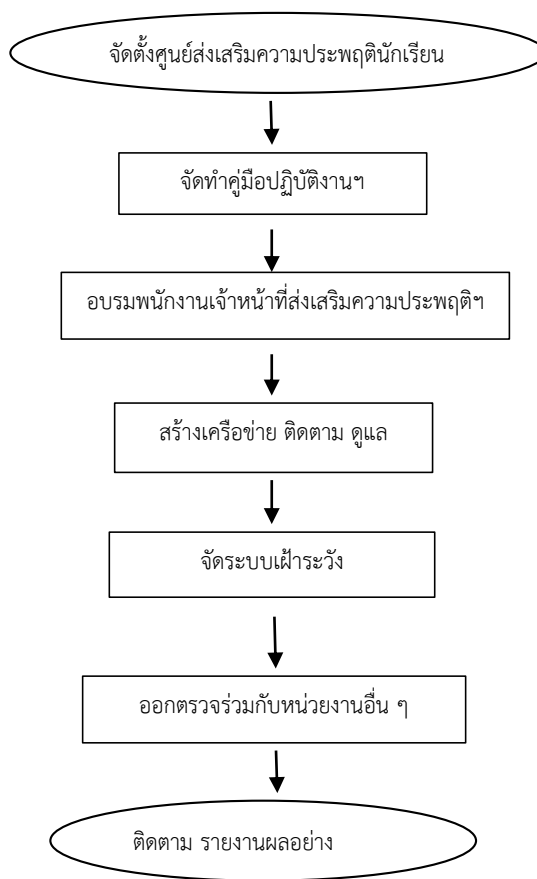 จัดตั้งศูนย์ส่งเสริมความประพฤตินักเรียน
จัดทำคู่มือปฏิบัติงานฯ
อบรมพนักงานเจ้าหน้าที่ส่งเสริมความประพฤติฯ
สร้างเครือข่าย ติดตาม ดูแล
จัดระบบเฝ้าระวัง
ออกตรวจร่วมกับหน่วยงานอื่น ๆ
ติดตาม รายงานผลอย่าง